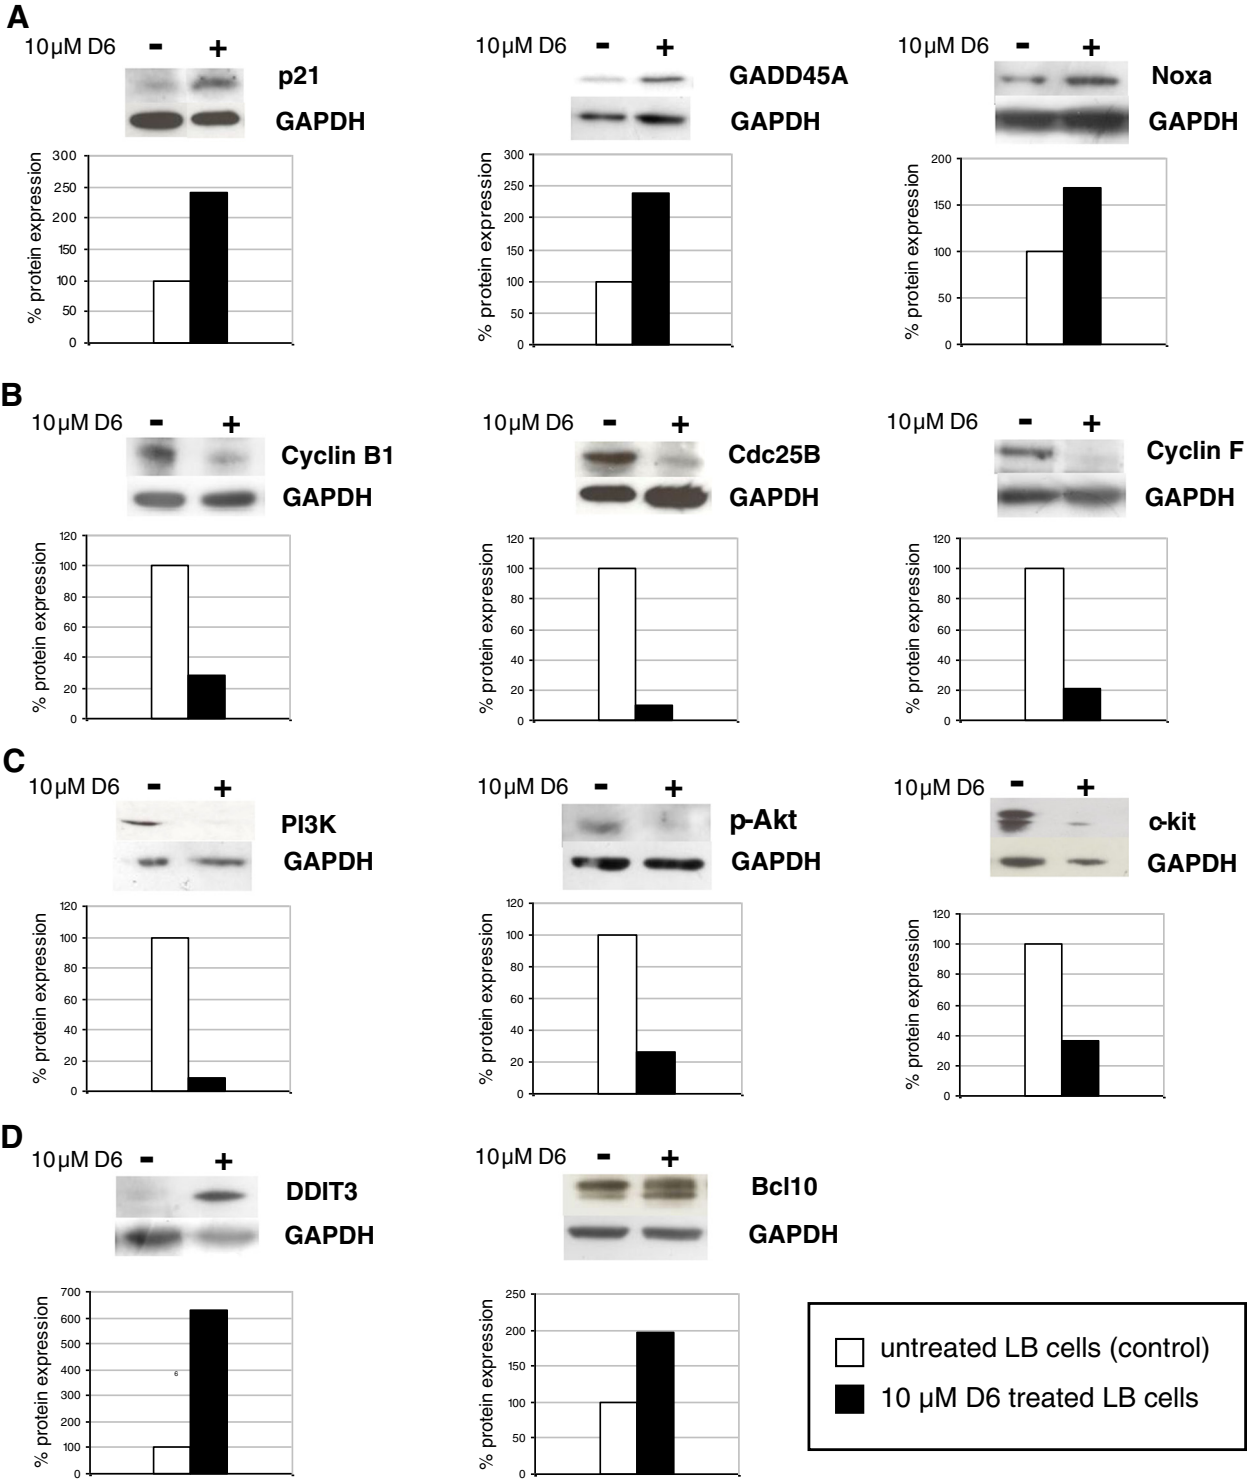 A
10µM D6 - +
p21
GAPDH
% protein expression
300
250
200
150
100
50
0
10µM D6 - +
GADD45A
GAPDH
% protein expression
300
250
200
150
100
50
0
10µM D6 - +
Noxa
GAPDH
% protein expression
200
150
100
50
0
B
10µM D6 - +
Cyclin B1
GAPDH
% protein expression
120
100
80
60
40
20
0
10µM D6 - +
Cdc25B
GAPDH
% protein expression
120
100
80
60
40
20
0
10µM D6 - +
Cyclin F
GAPDH
% protein expression
120
100
80
60
40
20
0
C
10µM D6 - +
PI3K
GAPDH
% protein expression
120
100
80
60
40
20
0
10µM D6 - +
p-Akt
GAPDH
% protein expression
120
100
80
60
40
20
0
10µM D6 - +
c-kit
GAPDH
% protein expression
120
100
80
60
40
20
0
D
10µM D6 - +
DDIT3
GAPDH
% protein expression
700
600
500
400
300
200
100
0
6
10µM D6 - +
Bcl10
GAPDH
% protein expression
250
200
150
100
50
0
untreated LB cells (control)
10 µM D6 treated LB cells